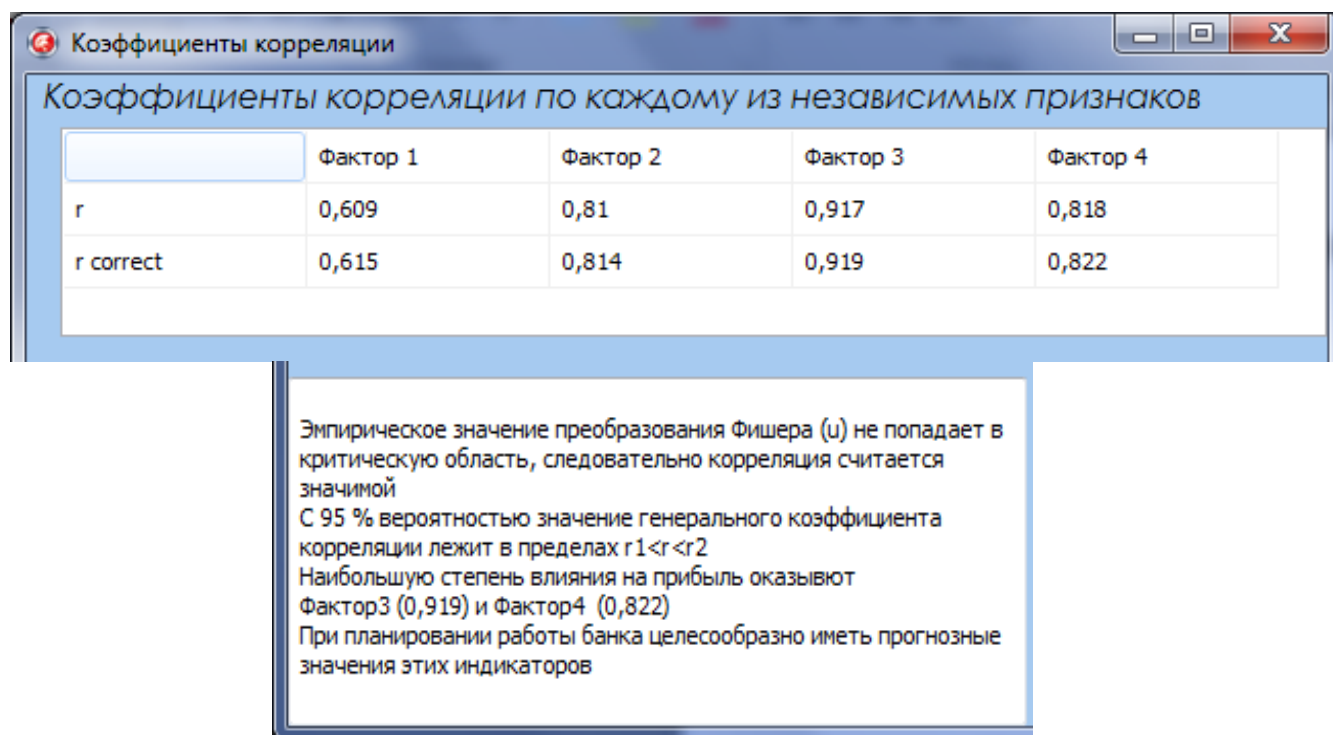 Коэффициенты корреляции
Коэффициенты корреляции по каждому из независимых признаков
Фактор 1 Фактор 2 Фактор 3 Фактор 4
r 0,609 0,81 0,917 0,818
r correct 0,615 0,814 0,919 0,822
Эмпирическое значение преобразования Фишера (u) не попадает в
критическую область, следовательно корреляция считается
значимой
С 95 % вероятностью значение генерального коэффициента
корреляции лежит в пределах r1<r<r2
Наибольшую степень влияния на прибыль оказывют
Фактор3 (0,919) и Фактор4  (0,822)
При планировании работы банка целесообразно иметь прогнозные
значения этих индикаторов